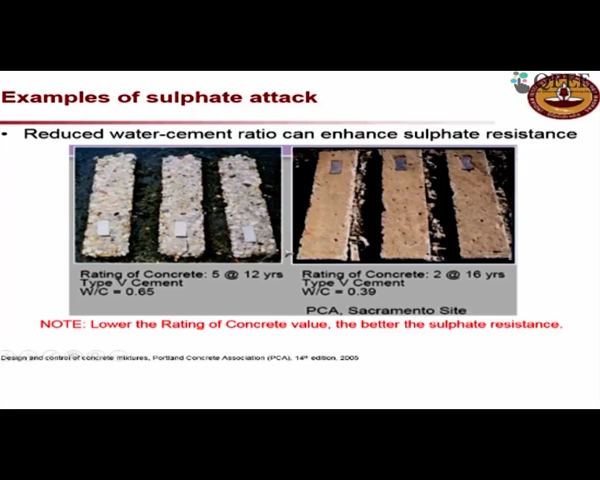 QEEE
Examples of sulphate attack
• Reduced water-cement ratio can enhance sulphate resistance
Rating of Concrete: 5 @ 12 yrs
Type V Cement
W/C = 0.65
Rating of Concrete: 2 @ 16 yrs
Type V Cement
W/C = 0.39
PCA, Sacramento Site
NOTE: Lower the Rating of Concrete value, the better the sulphate resistance.
Design and control of concrete mixtures, Portland Concrete Association (PCA), 14th edition, 2005